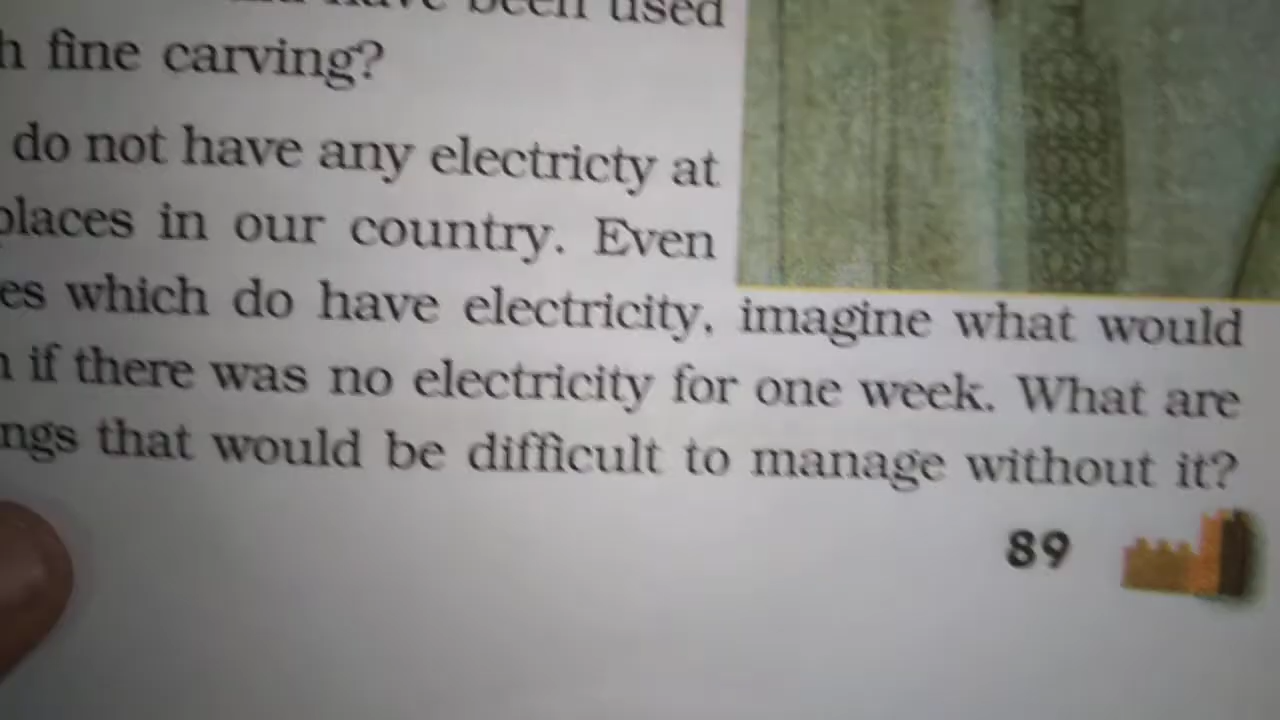 been used
h fine carving?
do not have any electricty at
places in our country. Even
es which do have electricity, imagine what would
if there was no electricity for one week. What are
ngs that would be difficult to manage without it?
89